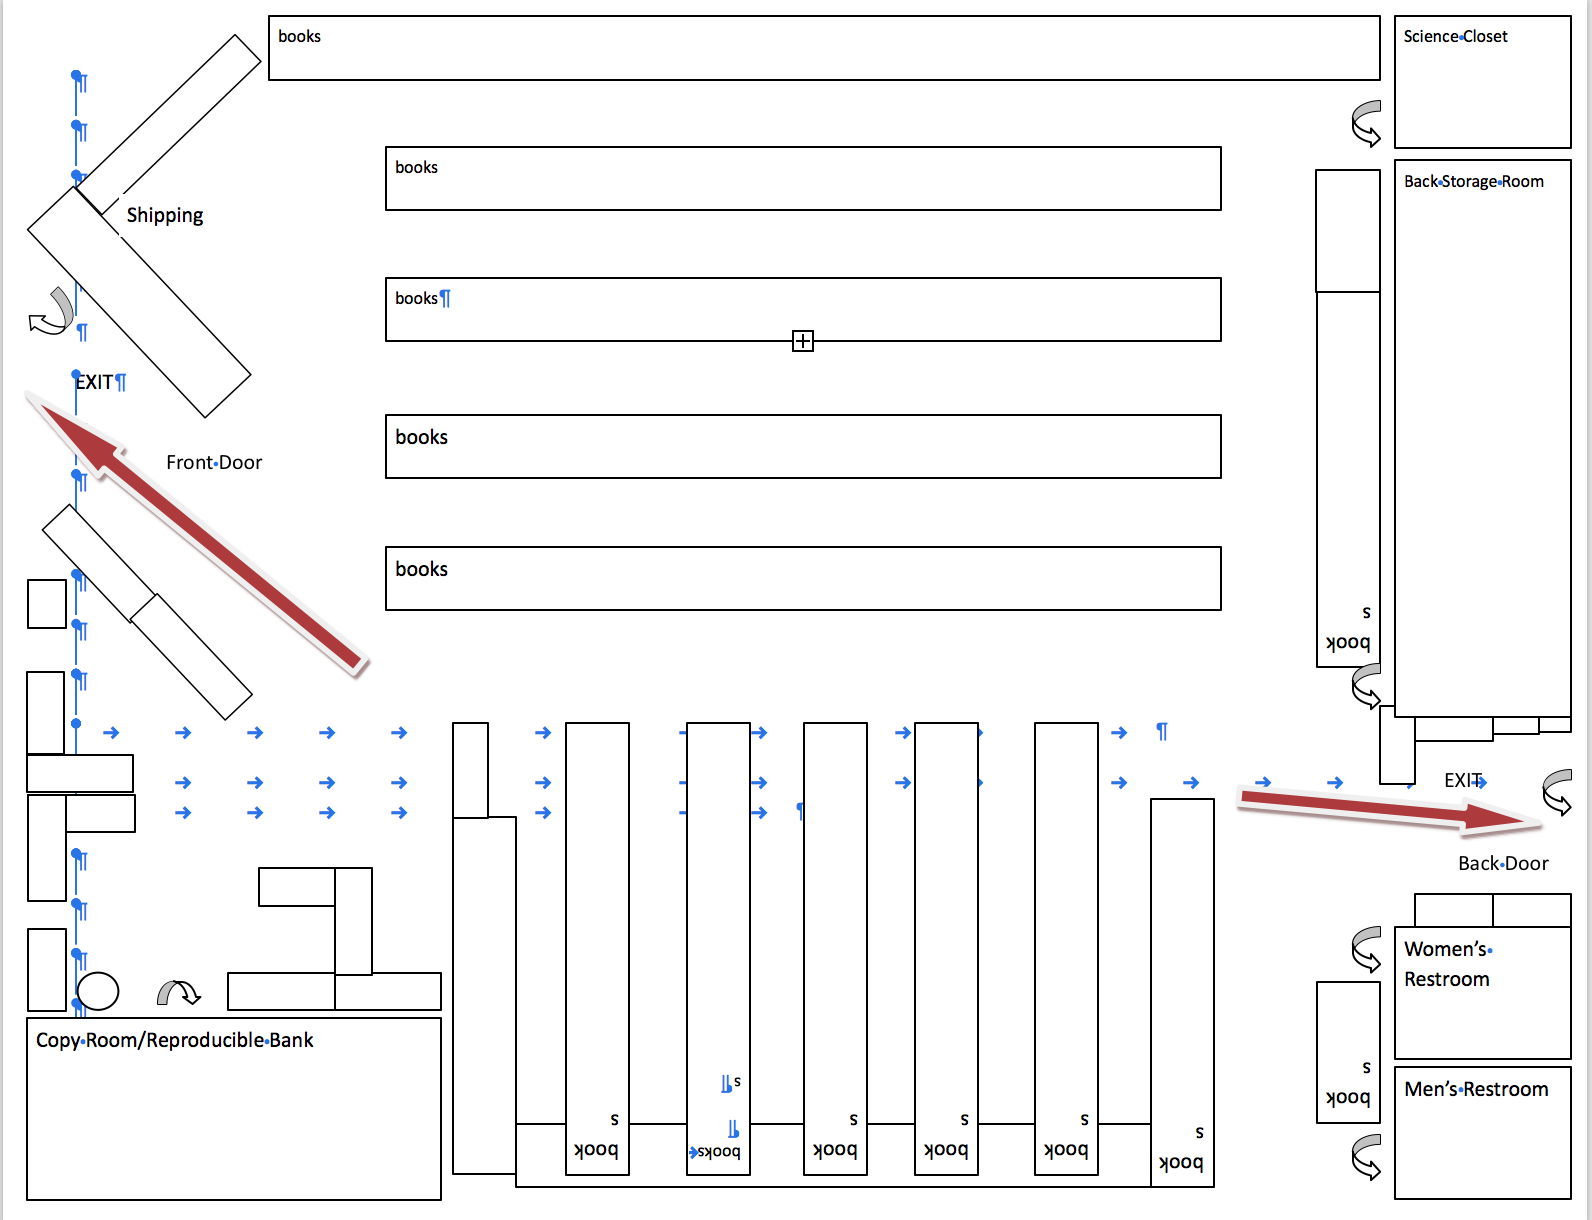 books
Science Closet
books
Back Storage Room
Shipping
books¶
EXIT¶
books
Front Door
books
book
s
EXIT
Back Door
Women's
Restroom
Copy Room/Reproducible Bank
book
s
Men's Restroom
book
s
books
s
book
s
book
s
book
s
book
s